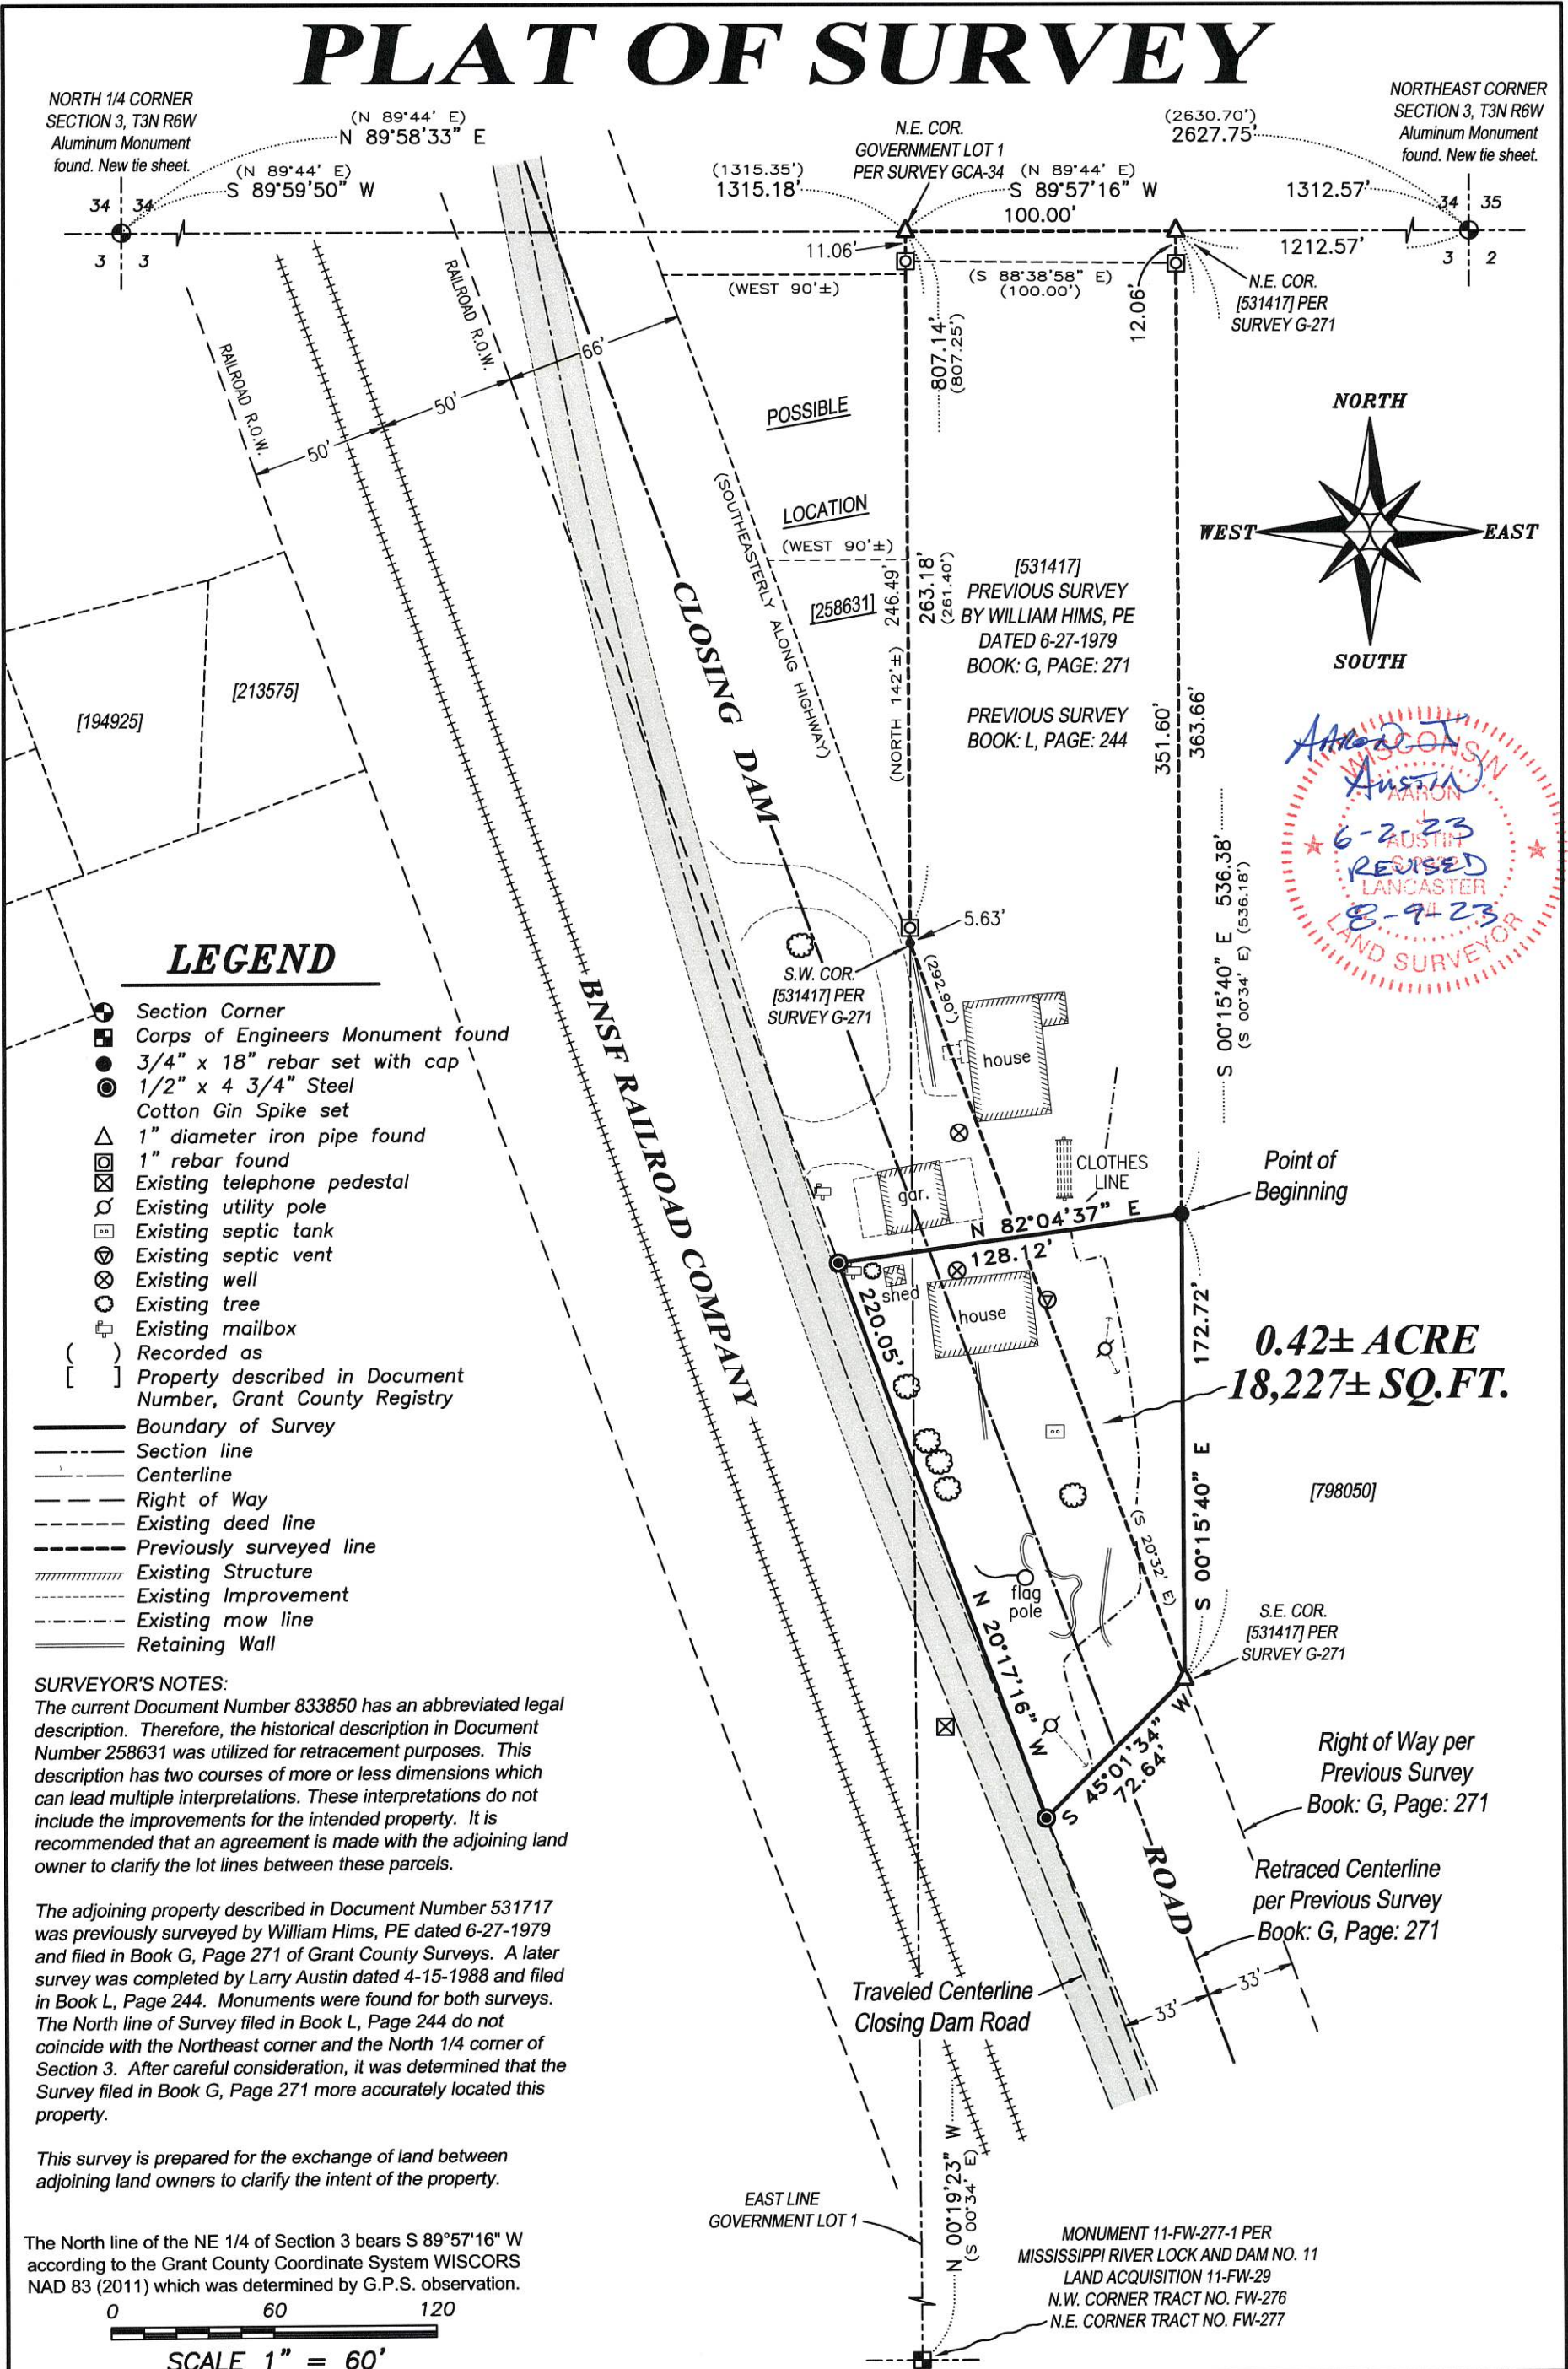 PLAT OF SURVEY
NORTH 1/4 CORNER
SECTION 3, T3N R6W
Aluminum Monument
found. New tie sheet.
(N 89°44' E)
N 89°58'33" E
(N 89°44' E)
S 89°59'50" W
34 34
3 3
(1315.35')
1315.18'
N.E. COR.
GOVERNMENT LOT 1
PER SURVEY GCA-34
(N 89°44' E)
S 89°57'16" W
100.00'
(2630.70')
2627.75'
1312.57'
1212.57'
NORTHEAST CORNER
SECTION 3, T3N R6W
Aluminum Monument
found. New tie sheet.
34 35
3 2
11.06'
(WEST 90'±)
(S 88°38'58" E)
(100.00')
12.06'
N.E. COR.
[531417] PER
SURVEY G-271
RAILROAD R.O.W.
RAILROAD R.O.W.
66'
50'
50'
807.14'
(807.25')
POSSIBLE
LOCATION
(WEST 90'±)
[258631]
(SOUTHEASTERLY ALONG HIGHWAY)
(NORTH 142'±)
246.49'
263.18'
(261.40')
[531417]
PREVIOUS SURVEY
BY WILLIAM HIMS, PE
DATED 6-27-1979
BOOK: G, PAGE: 271
PREVIOUS SURVEY
BOOK: L, PAGE: 244
351.60'
363.66'
NORTH
WEST
EAST
SOUTH
WISCONSIN
AARON
J.
AUSTIN
LANCASTER
WI
LAND SURVEYOR
Aaron J
Austin
6-2-23
REVISED
8-9-23
S 00°15'40" E 536.38'
(S 00°34' E) (536.18')
[194925]
[213575]
CLOSING DAM
ROAD
BNSF RAILROAD COMPANY
5.63'
S.W. COR.
[531417] PER
SURVEY G-271
(292.90')
house
CLOTHES
LINE
gar.
Point of
Beginning
N 82°04'37" E
128.12'
shed
house
220.05'
172.72'
0.42± ACRE
18,227± SQ.FT.
S 00°15'40" E
[798050]
(S 20°32' E)
flag
pole
N 20°17'16" W
S.E. COR.
[531417] PER
SURVEY G-271
S 45°01'34" W
72.64'
Right of Way per
Previous Survey
Book: G, Page: 271
Retraced Centerline
per Previous Survey
Book: G, Page: 271
33'
33'
Traveled Centerline
Closing Dam Road
N 00°19'23" W
(S 00°34' E)
EAST LINE
GOVERNMENT LOT 1
MONUMENT 11-FW-277-1 PER
MISSISSIPPI RIVER LOCK AND DAM NO. 11
LAND ACQUISITION 11-FW-29
N.W. CORNER TRACT NO. FW-276
N.E. CORNER TRACT NO. FW-277
LEGEND
Section Corner
Corps of Engineers Monument found
3/4" x 18" rebar set with cap
1/2" x 4 3/4" Steel
Cotton Gin Spike set
1" diameter iron pipe found
1" rebar found
Existing telephone pedestal
Existing utility pole
Existing septic tank
Existing septic vent
Existing well
Existing tree
Existing mailbox
( ) Recorded as
[ ] Property described in Document
Number, Grant County Registry
Boundary of Survey
Section line
Centerline
Right of Way
Existing deed line
Previously surveyed line
Existing Structure
Existing Improvement
Existing mow line
Retaining Wall
SURVEYOR'S NOTES:
The current Document Number 833850 has an abbreviated legal
description. Therefore, the historical description in Document
Number 258631 was utilized for retracement purposes. This
description has two courses of more or less dimensions which
can lead multiple interpretations. These interpretations do not
include the improvements for the intended property. It is
recommended that an agreement is made with the adjoining land
owner to clarify the lot lines between these parcels.
The adjoining property described in Document Number 531717
was previously surveyed by William Hims, PE dated 6-27-1979
and filed in Book G, Page 271 of Grant County Surveys. A later
survey was completed by Larry Austin dated 4-15-1988 and filed
in Book L, Page 244. Monuments were found for both surveys.
The North line of Survey filed in Book L, Page 244 do not
coincide with the Northeast corner and the North 1/4 corner of
Section 3. After careful consideration, it was determined that the
Survey filed in Book G, Page 271 more accurately located this
property.
This survey is prepared for the exchange of land between
adjoining land owners to clarify the intent of the property.
The North line of the NE 1/4 of Section 3 bears S 89°57'16" W
according to the Grant County Coordinate System WISCORS
NAD 83 (2011) which was determined by G.P.S. observation.
0 60 120
SCALE 1" = 60'